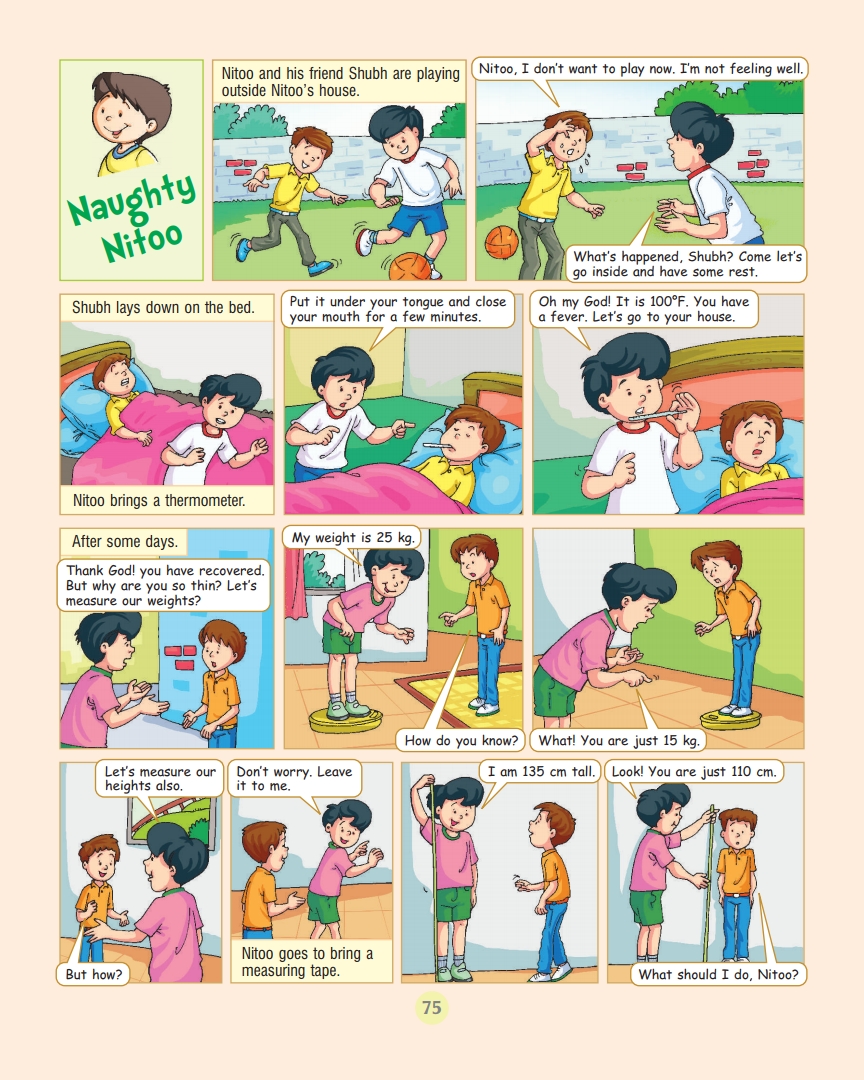 Naughty
Nitoo
Nitoo and his friend Shubh are playing
outside Nitoo's house.
Nitoo, I don't want to play now. I'm not feeling well.
What's happened, Shubh? Come let's
go inside and have some rest.
Shubh lays down on the bed.
Nitoo brings a thermometer.
Put it under your tongue and close
your mouth for a few minutes.
Oh my God! It is 100°F. You have
a fever. Let's go to your house.
After some days.
Thank God! you have recovered.
But why are you so thin? Let's
measure our weights?
My weight is 25 kg.
How do you know?
What! You are just 15 kg.
Let's measure our
heights also.
But how?
Don't worry. Leave
it to me.
Nitoo goes to bring a
measuring tape.
I am 135 cm tall.
Look! You are just 110 cm.
What should I do, Nitoo?
75